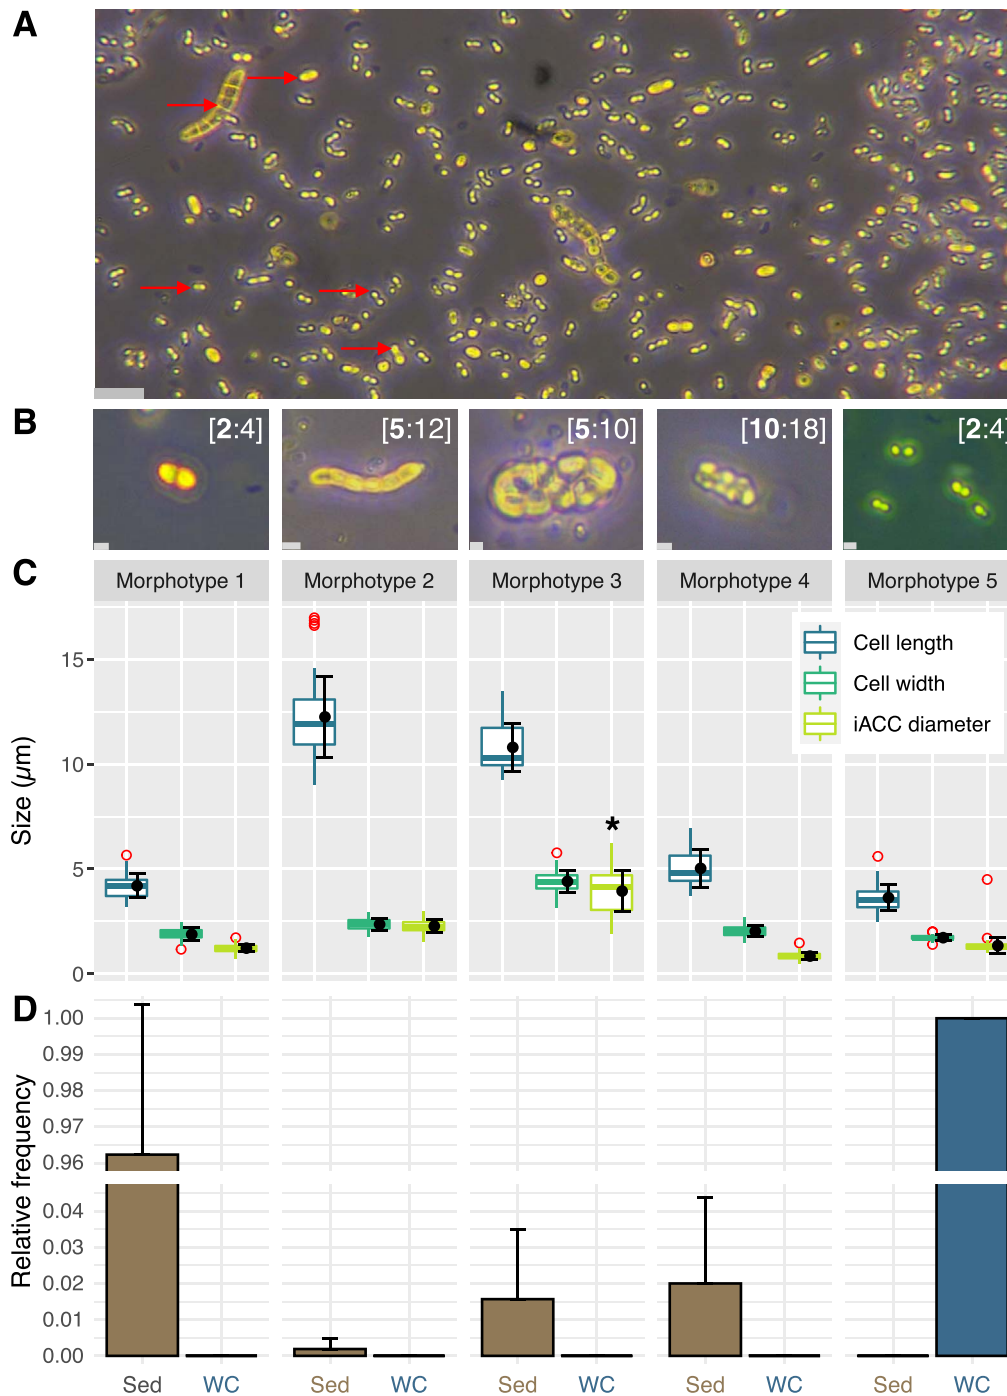 A
B
[2:4]
[5:12]
[5:10]
[10:18]
[2:4]
C
Morphotype 1
Morphotype 2
Morphotype 3
Morphotype 4
Morphotype 5
Size (μm)
15
10
5
0
*
Cell length
Cell width
iACC diameter
D
Relative frequency
1.00
0.99
0.98
0.97
0.96
0.04
0.03
0.02
0.01
0.00
Sed WC
Sed WC
Sed WC
Sed WC
Sed WC